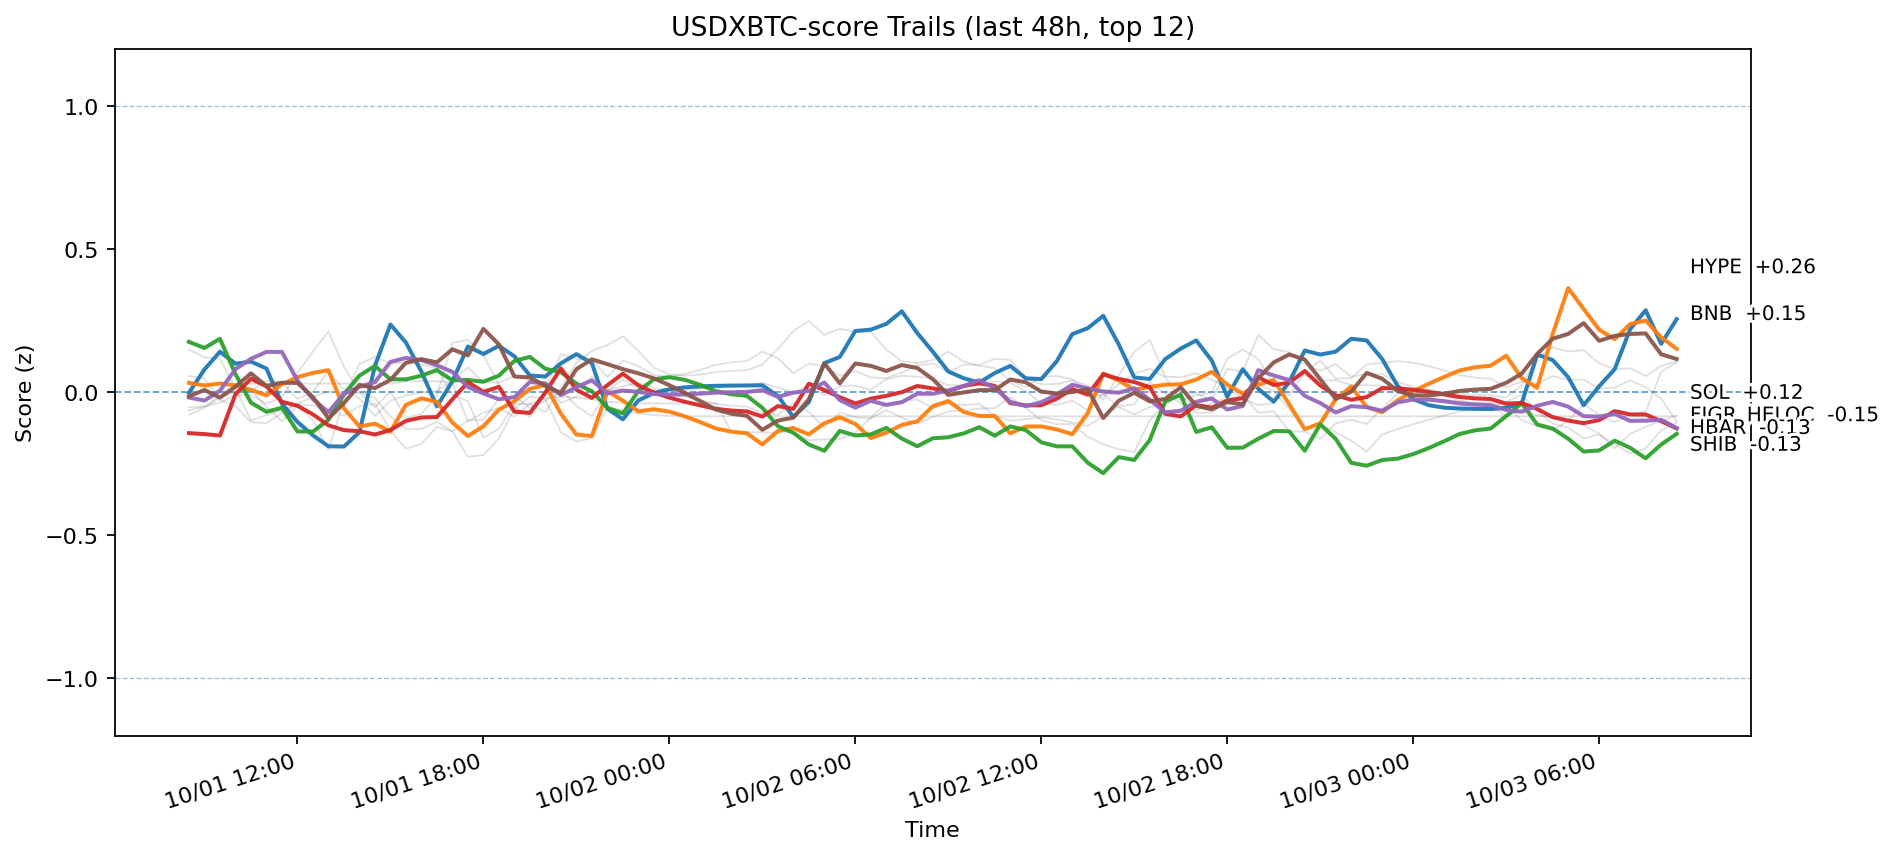 USDXBTC-score Trails (last 48h, top 12)
Score (z)
1.0
0.5
0.0
−0.5
−1.0
HYPE +0.26
BNB +0.15
SOL +0.12
FIGR_HELOC -0.15
HBAR -0.13
SHIB -0.13
10/01 12:00
10/01 18:00
10/02 00:00
10/02 06:00
10/02 12:00
10/02 18:00
10/03 00:00
10/03 06:00
Time